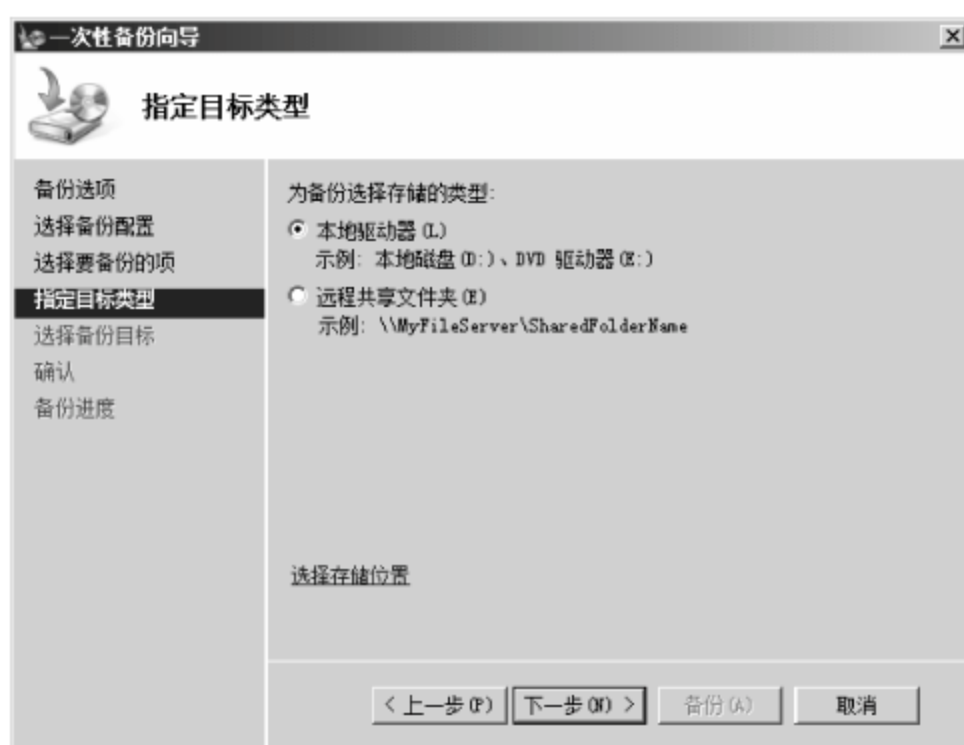 一次性备份向导
指定目标类型
备份选项
选择备份配置
选择要备份的项
指定目标类型
选择备份目标
确认
备份进度
为备份选择存储的类型:
本地驱动器(L)
示例: 本地磁盘(D:)、DVD 驱动器(E:)
远程共享文件夹(R)
示例: \\MyFileServer\SharedFolderName
选择存储位置
< 上一步(P)
下一步(N) >
备份(A)
取消